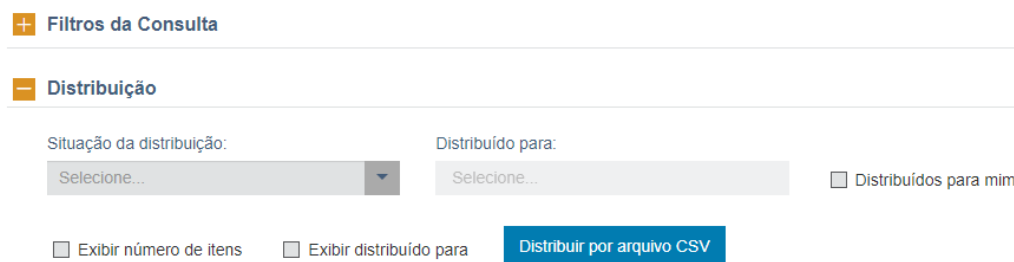 Filtros da Consulta
Distribuição
Situação da distribuição: Distribuído para:
Selecione... Selecione... Distribuídos para mim
Exibir número de itens Exibir distribuído para Distribuir por arquivo CSV